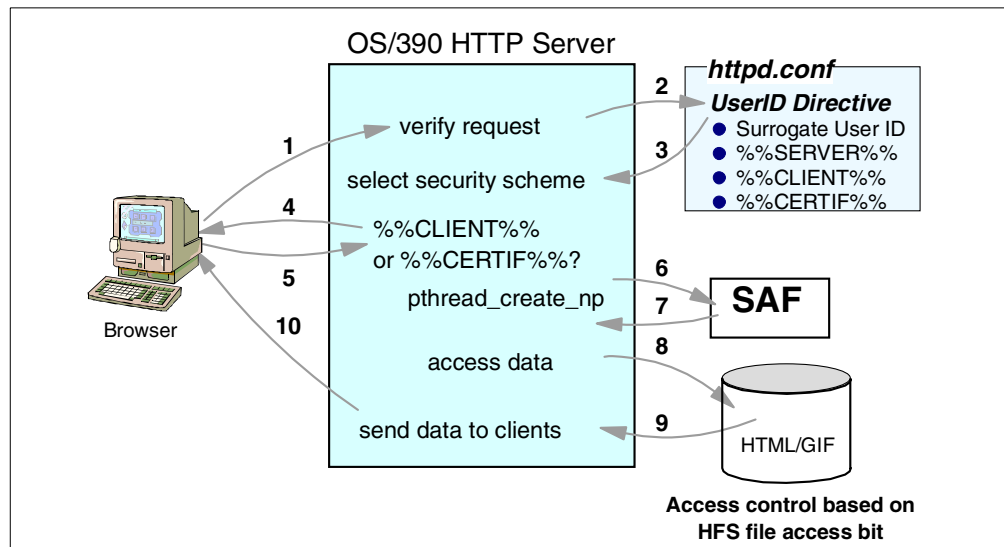 OS/390 HTTP Server
httpd.conf
UserID Directive
Surrogate User ID
%%SERVER%%
%%CLIENT%%
%%CERTIF%%
1
2
3
verify request
select security scheme
4
5
%%CLIENT%%
or %%CERTIF%%?
pthread_create_np
6
7
SAF
Browser
10
access data
8
9
send data to clients
HTML/GIF
Access control based on
HFS file access bit